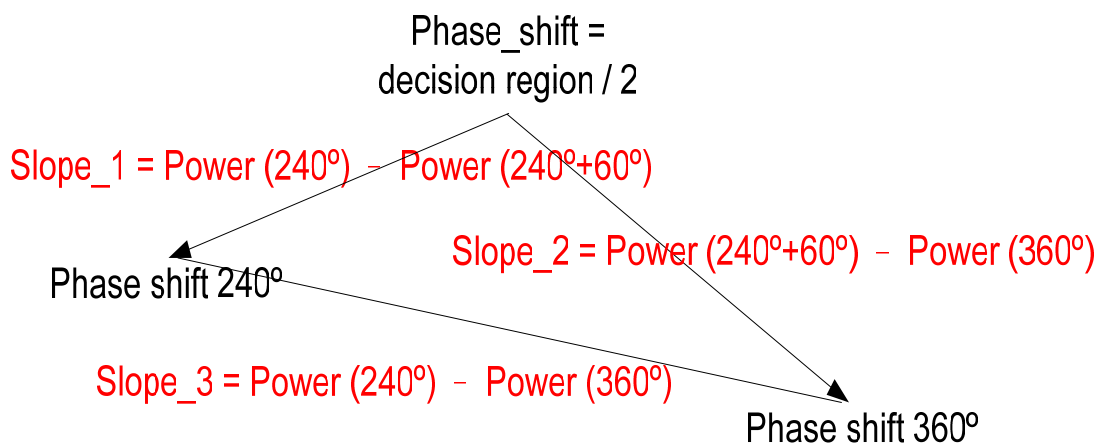 Phase_shift =
decision region / 2
Slope_1 = Power (240º) – Power (240º+60º)
Slope_2 = Power (240º+60º) – Power (360º)
Phase shift 240º
Slope_3 = Power (240º) – Power (360º)
Phase shift 360º